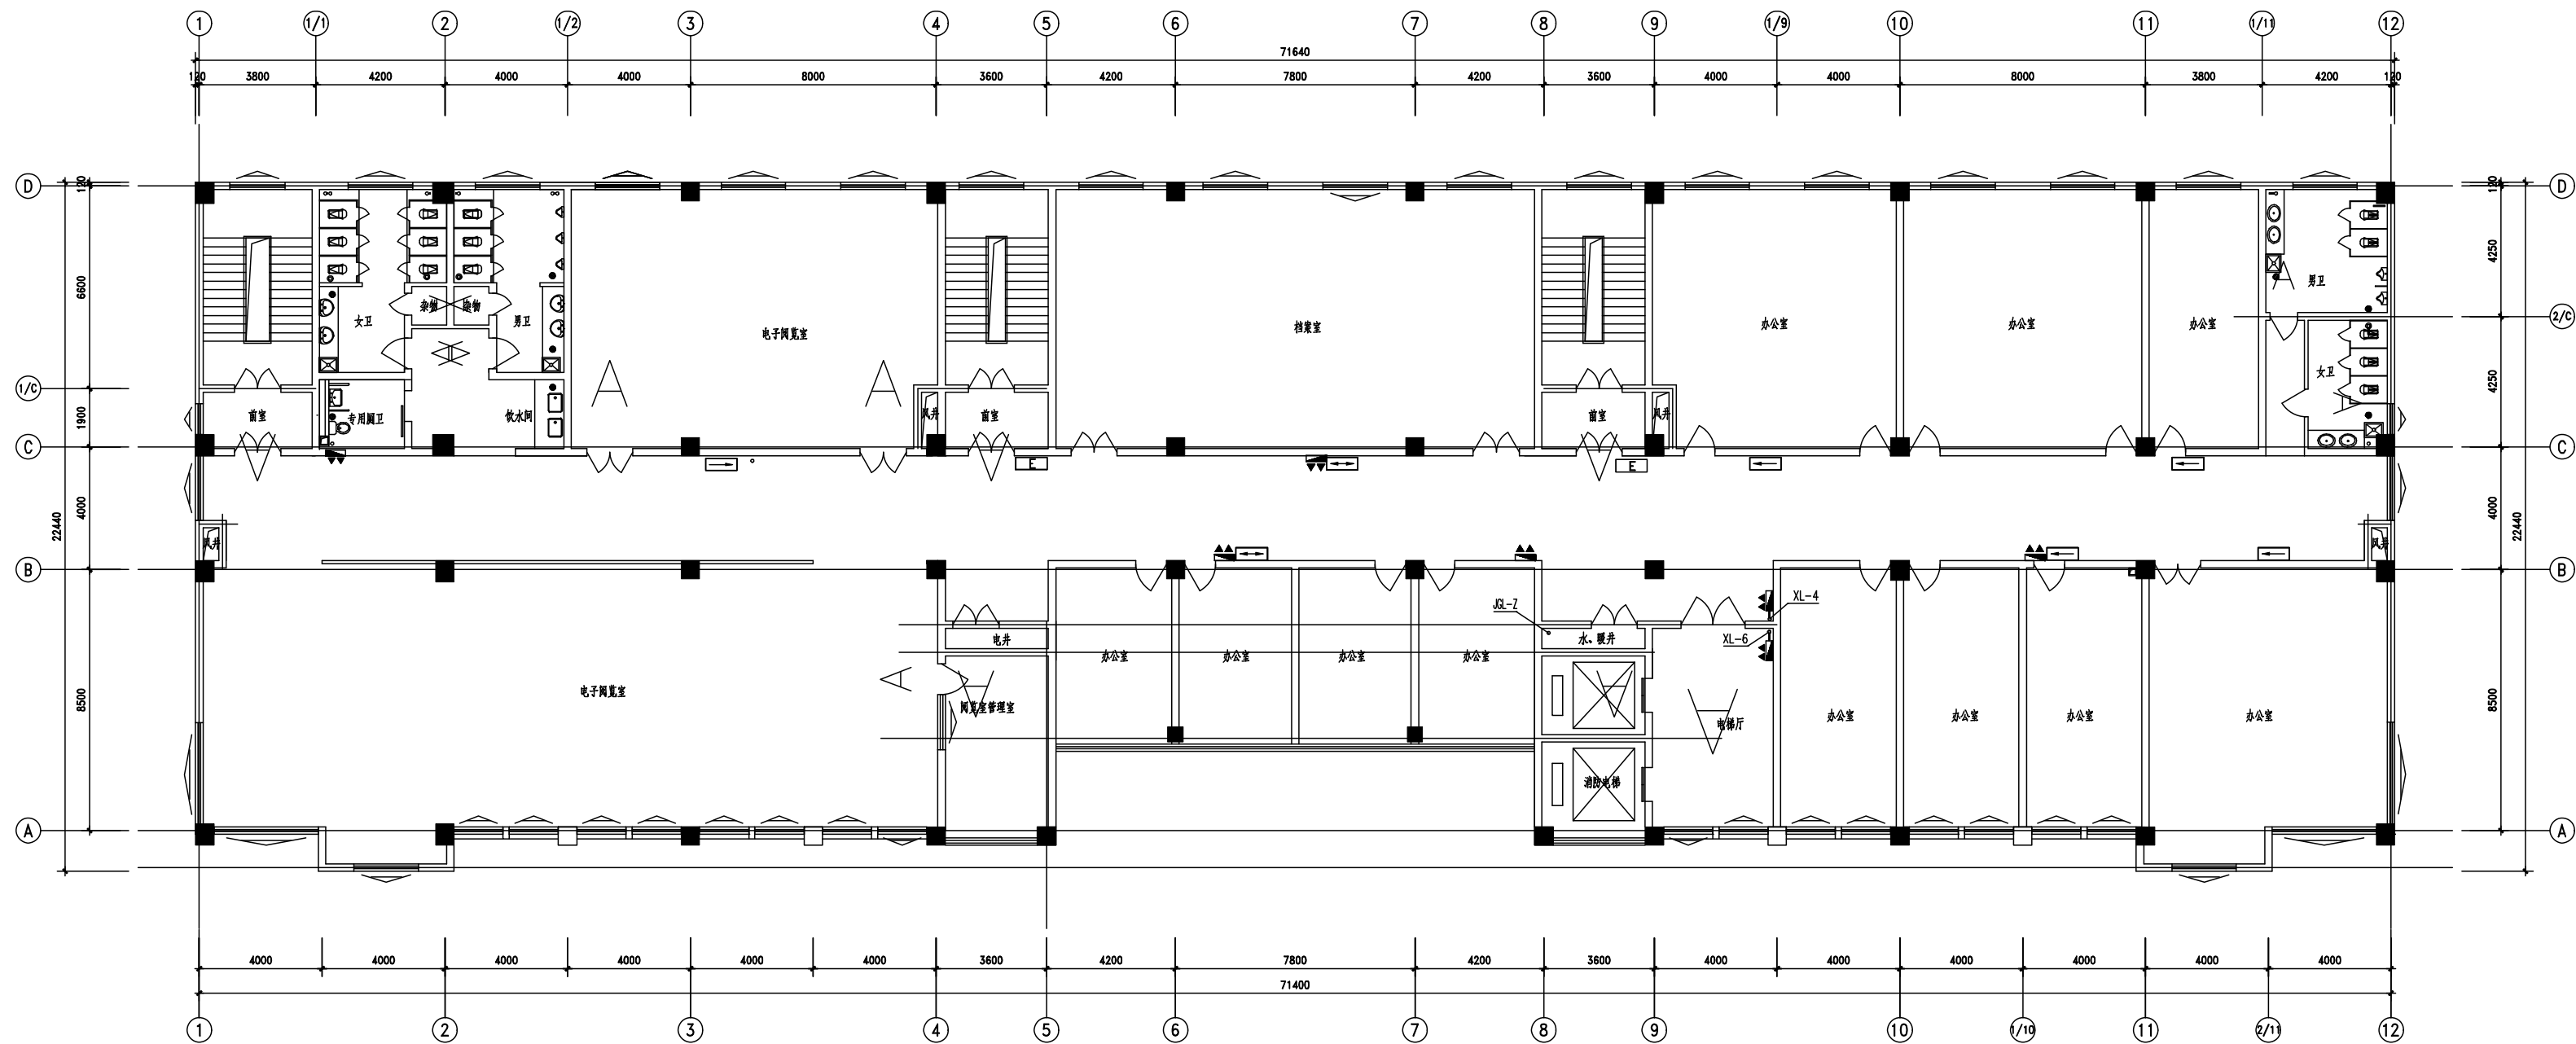 1 1/1 2 1/2 3 4 5 6 7 8 9 1/9 10 11 1/11 12
71640
120 3800 4200 4000 4000 8000 3600 4200 7800 4200 3600 4000 4000 8000 3800 4200 120
D 120 120 D
4250
男卫
6600
杂物 杂物
2/C
女卫 男卫 电子阅览室 档案室 办公室 办公室 办公室
女卫
4250
1/C
1900
前室 专用厕卫 饮水间 风井 前室 前室 风井
C C
E E
22440 4000 4000 22440
风井 风井
B B
JGL-Z XL-4
电井 水、暖井 XL-6
办公室 办公室 办公室 办公室
8500 电子阅览室 阅览室管理室 8500
电梯厅 办公室 办公室 办公室 办公室
消防电梯
A A
4000 4000 4000 4000 4000 4000 3600 4200 7800 4200 3600 4000 4000 4000 4000 4000 4000
71400
1 2 3 4 5 6 7 8 9 10 1/10 11 2/11 12